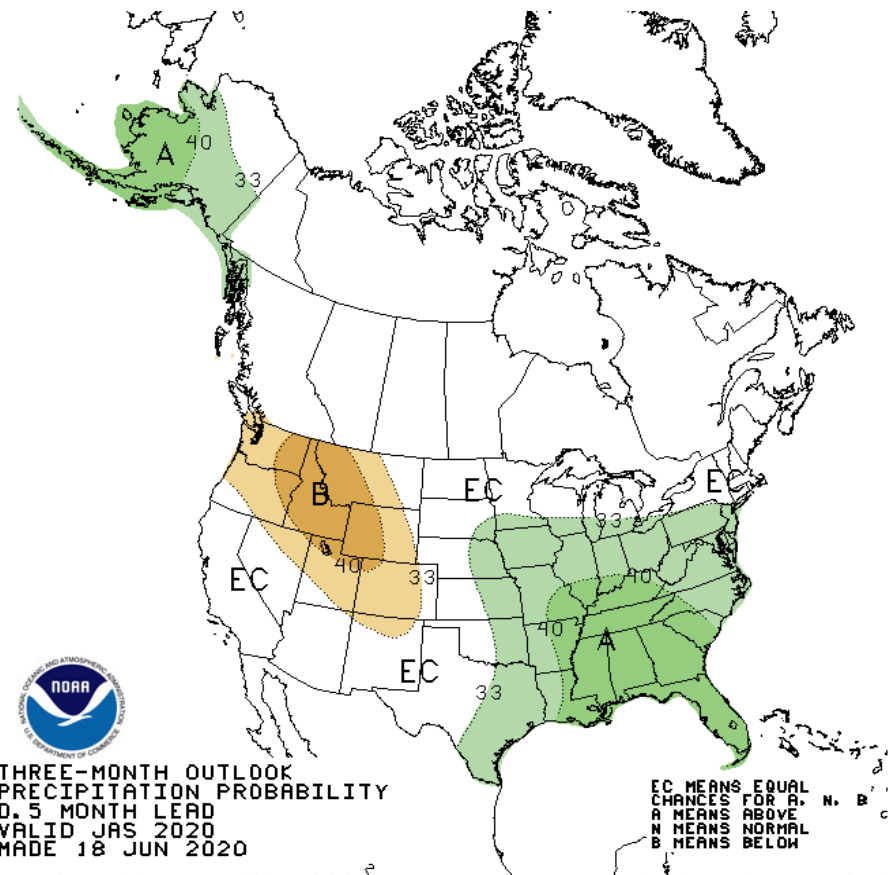 A
40
33
B
40
33
EC
EC
EC
EC
33
40
40
A
33
NOAA
NATIONAL OCEANIC AND ATMOSPHERIC ADMINISTRATION
U.S. DEPARTMENT OF COMMERCE
THREE-MONTH OUTLOOK
PRECIPITATION PROBABILITY
0.5 MONTH LEAD
VALID JAS 2020
MADE 18 JUN 2020
EC MEANS EQUAL
CHANCES FOR A, N, B
A MEANS ABOVE
N MEANS NORMAL
B MEANS BELOW
C